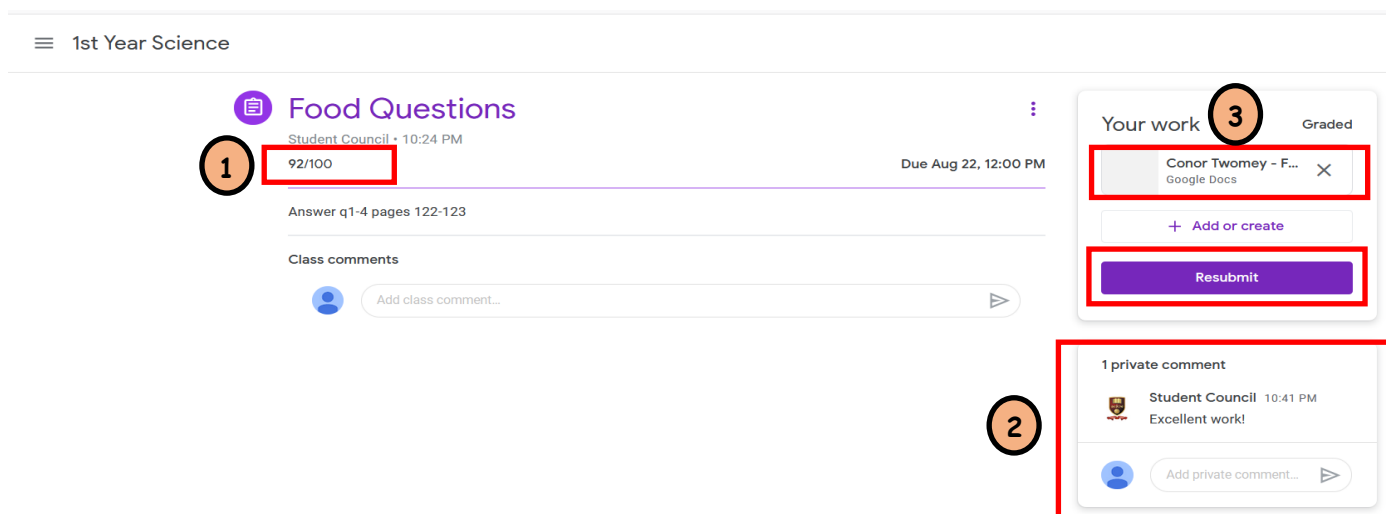 1st Year Science
Food Questions
Student Council • 10:24 PM
1
92/100
Due Aug 22, 12:00 PM
Answer q1-4 pages 122-123
Class comments
Add class comment...
Your work
3
Graded
Conor Twomey - F...
Google Docs
+ Add or create
Resubmit
2
1 private comment
Student Council 10:41 PM
Excellent work!
Add private comment...